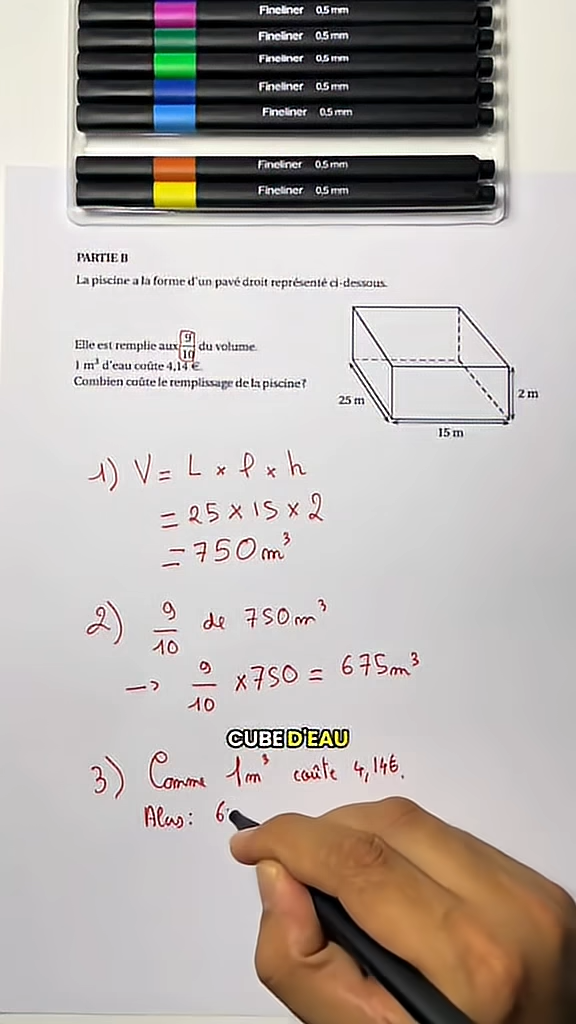 Fineliner 0.5 mm
Fineliner 0.5 mm
Fineliner 0.5 mm
Fineliner 0.5 mm
Fineliner 0.5 mm
Fineliner 0.5 mm
Fineliner 0.5 mm
PARTIE B
La piscine a la forme d'un pavé droit représenté ci-dessous.
Elle est remplie aux 9/10 du volume.
1 m³ d'eau coûte 4,14 €.
Combien coûte le remplissage de la piscine ?
25 m
2 m
15 m
1) V = L × l × h
= 25 × 15 × 2
= 750 m³
2) 9/10 de 750 m³
→ 9/10 × 750 = 675 m³
CUBE D'EAU
3) Comme 1 m³ coûte 4,14€.
Alors : 6